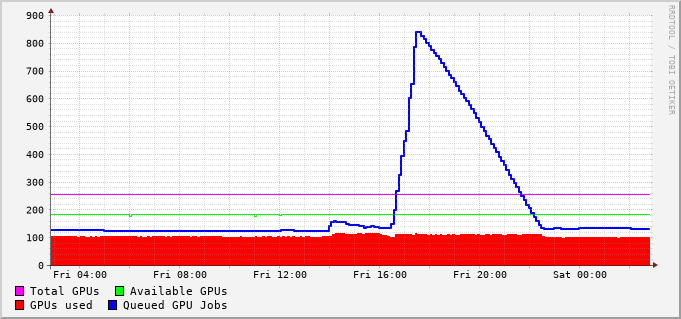 900
800
700
600
500
400
300
200
100
0
Fri 04:00 Fri 08:00 Fri 12:00 Fri 16:00 Fri 20:00 Sat 00:00
Total GPUs Available GPUs
GPUs used Queued GPU Jobs
RRDTOOL / TOBI OETIKER